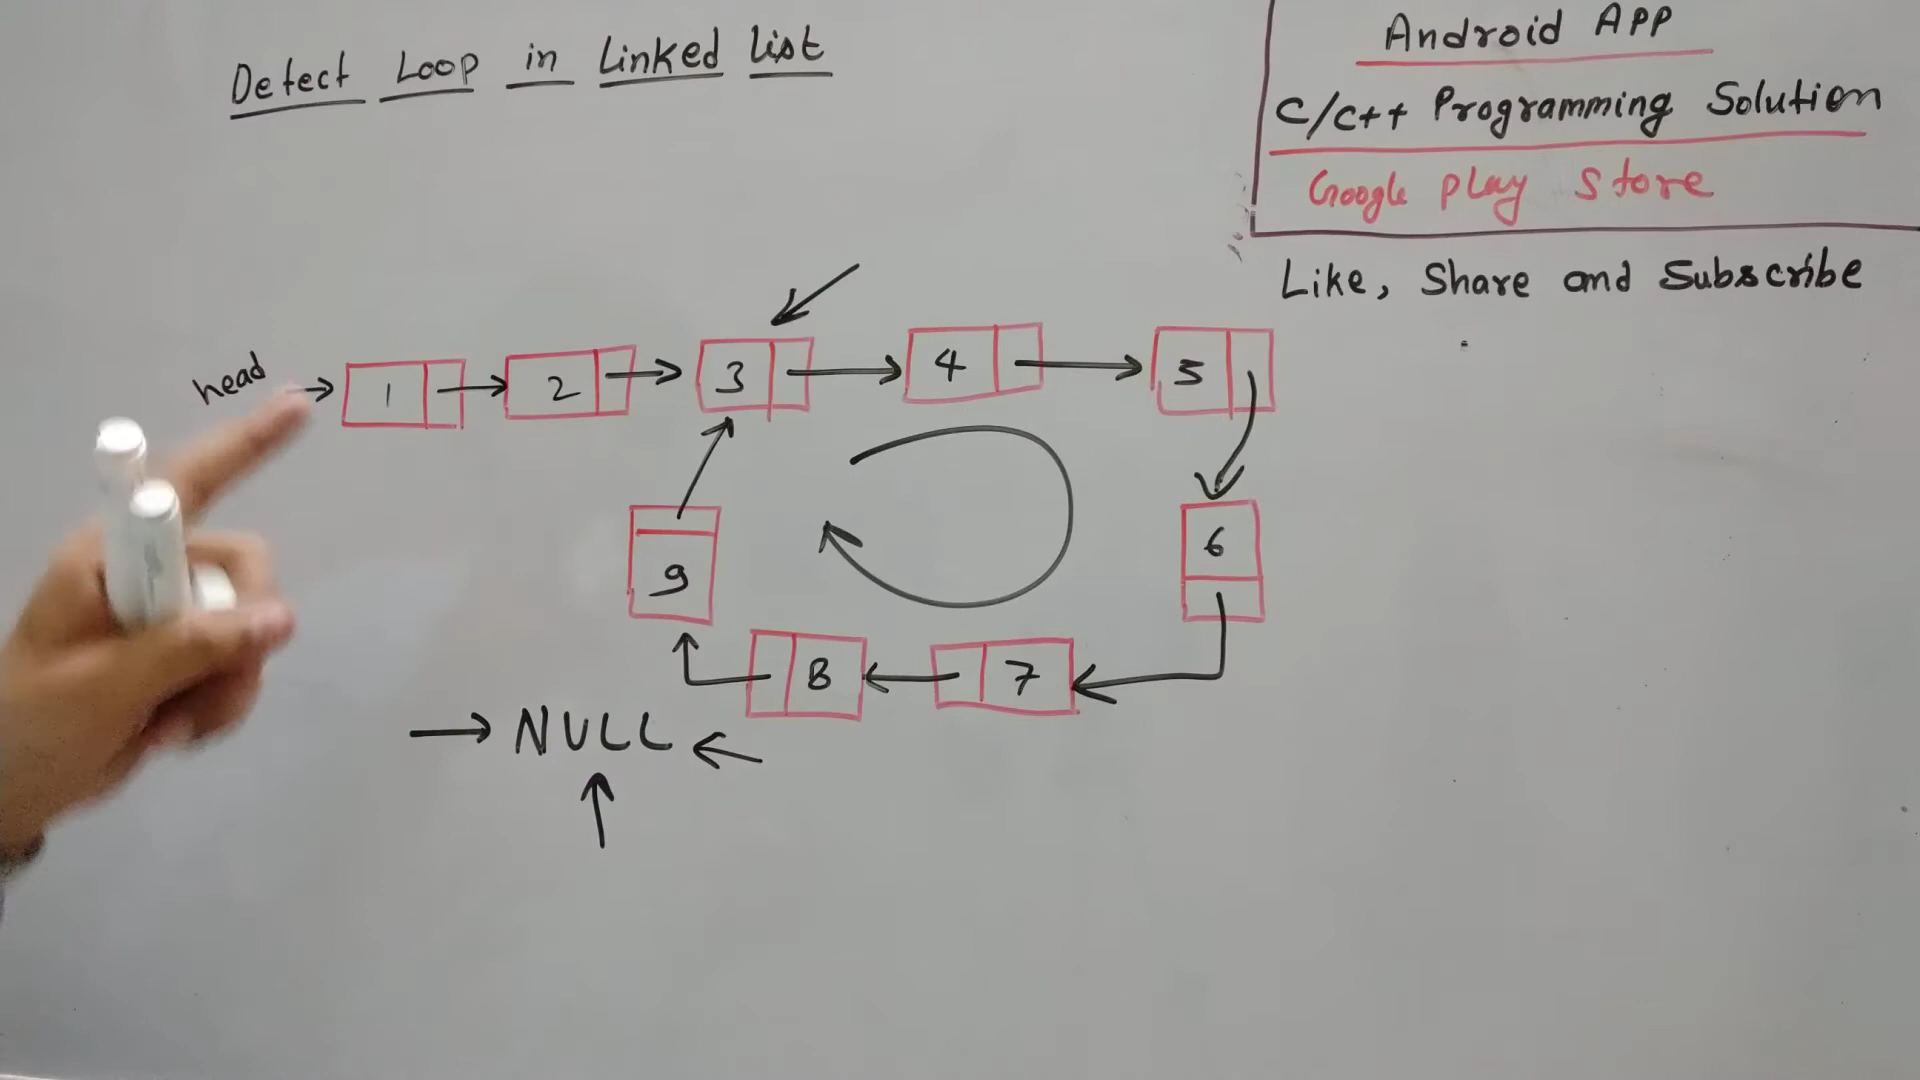 Detect Loop in Linked List
Android APP
C/C++ Programming Solution
Google Play Store
Like, Share and Subscribe
head
1 2 3 4 5
9 6
8 7
NULL